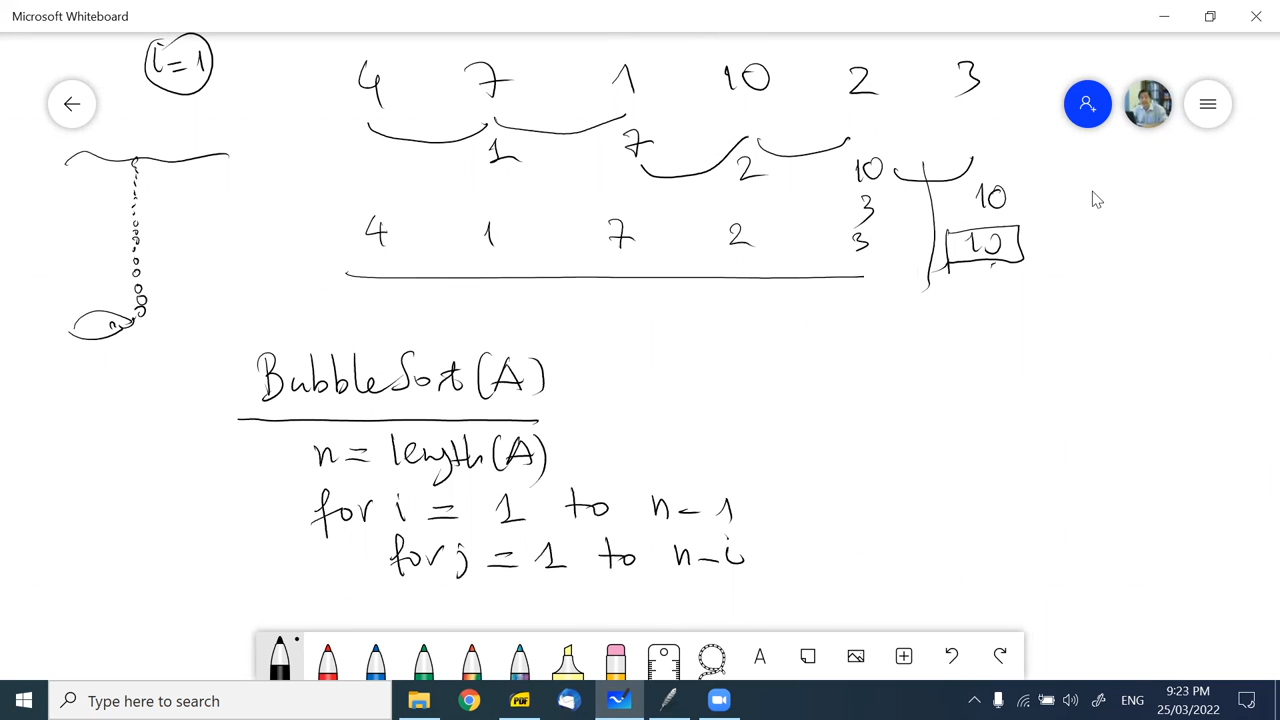 Microsoft Whiteboard
i = 1
4 7 1 10 2 3
1 7 2 10 10
3
4 1 7 2 3 10
BubbleSort(A)
n = length(A)
for i = 1 to n-1
for j = 1 to n-i
A
PDF
Type here to search
ENG
9:23 PM
25/03/2022